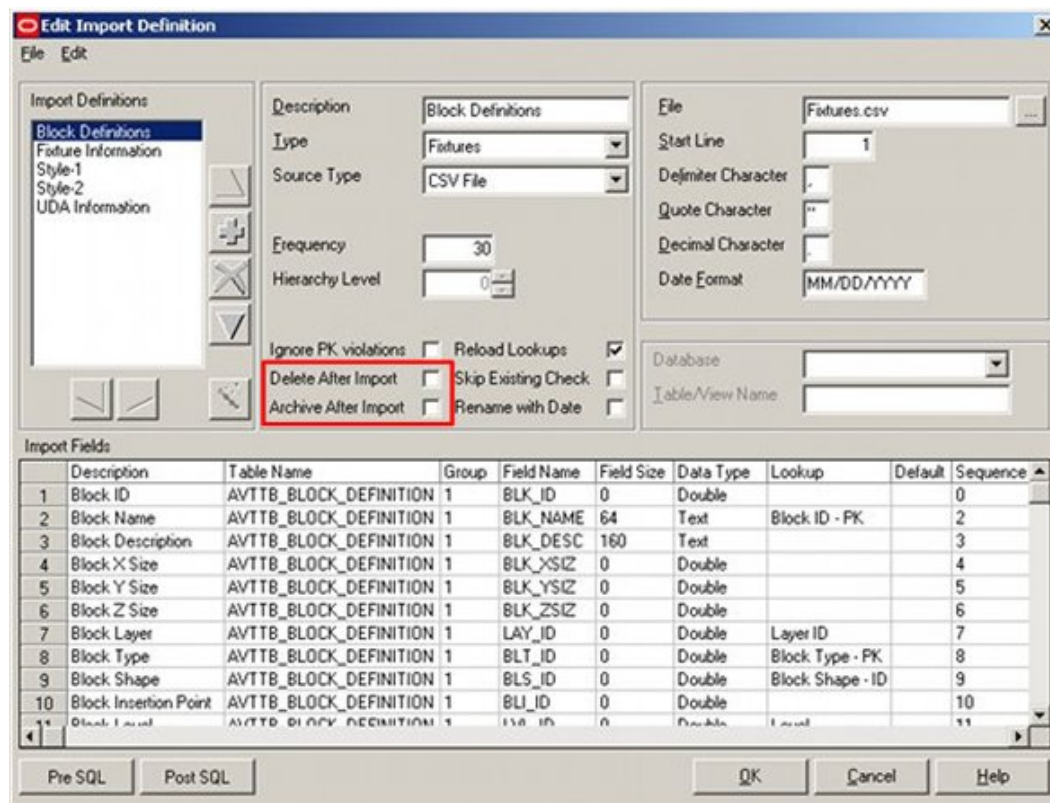 Edit Import Definition
File Edit
Import Definitions
Block Definitions
Fixture Information
Style-1
Style-2
UDA Information
Description Block Definitions
Type Fixtures
Source Type CSV File
Frequency 30
Hierarchy Level 0
Ignore PK violations Reload Lookups
Delete After Import Skip Existing Check
Archive After Import Rename with Date
File Fixtures.csv ...
Start Line 1
Delimiter Character ,
Quote Character "
Decimal Character .
Date Format MM/DD/YYYY
Database
Table/View Name
Import Fields
Description Table Name Group Field Name Field Size Data Type Lookup Default Sequence
1 Block ID AVTTB_BLOCK_DEFINITION 1 BLK_ID 0 Double 0
2 Block Name AVTTB_BLOCK_DEFINITION 1 BLK_NAME 64 Text Block ID - PK 2
3 Block Description AVTTB_BLOCK_DEFINITION 1 BLK_DESC 160 Text 3
4 Block X Size AVTTB_BLOCK_DEFINITION 1 BLK_XSIZ 0 Double 4
5 Block Y Size AVTTB_BLOCK_DEFINITION 1 BLK_YSIZ 0 Double 5
6 Block Z Size AVTTB_BLOCK_DEFINITION 1 BLK_ZSIZ 0 Double 6
7 Block Layer AVTTB_BLOCK_DEFINITION 1 LAY_ID 0 Double Layer ID 7
8 Block Type AVTTB_BLOCK_DEFINITION 1 BLT_ID 0 Double Block Type - PK 8
9 Block Shape AVTTB_BLOCK_DEFINITION 1 BLS_ID 0 Double Block Shape - ID 9
10 Block Insertion Point AVTTB_BLOCK_DEFINITION 1 BLI_ID 0 Double 10
11 Block Level AVTTB_BLOCK_DEFINITION 1 LVL_ID 0 Double Level 11
Pre SQL Post SQL OK Cancel Help